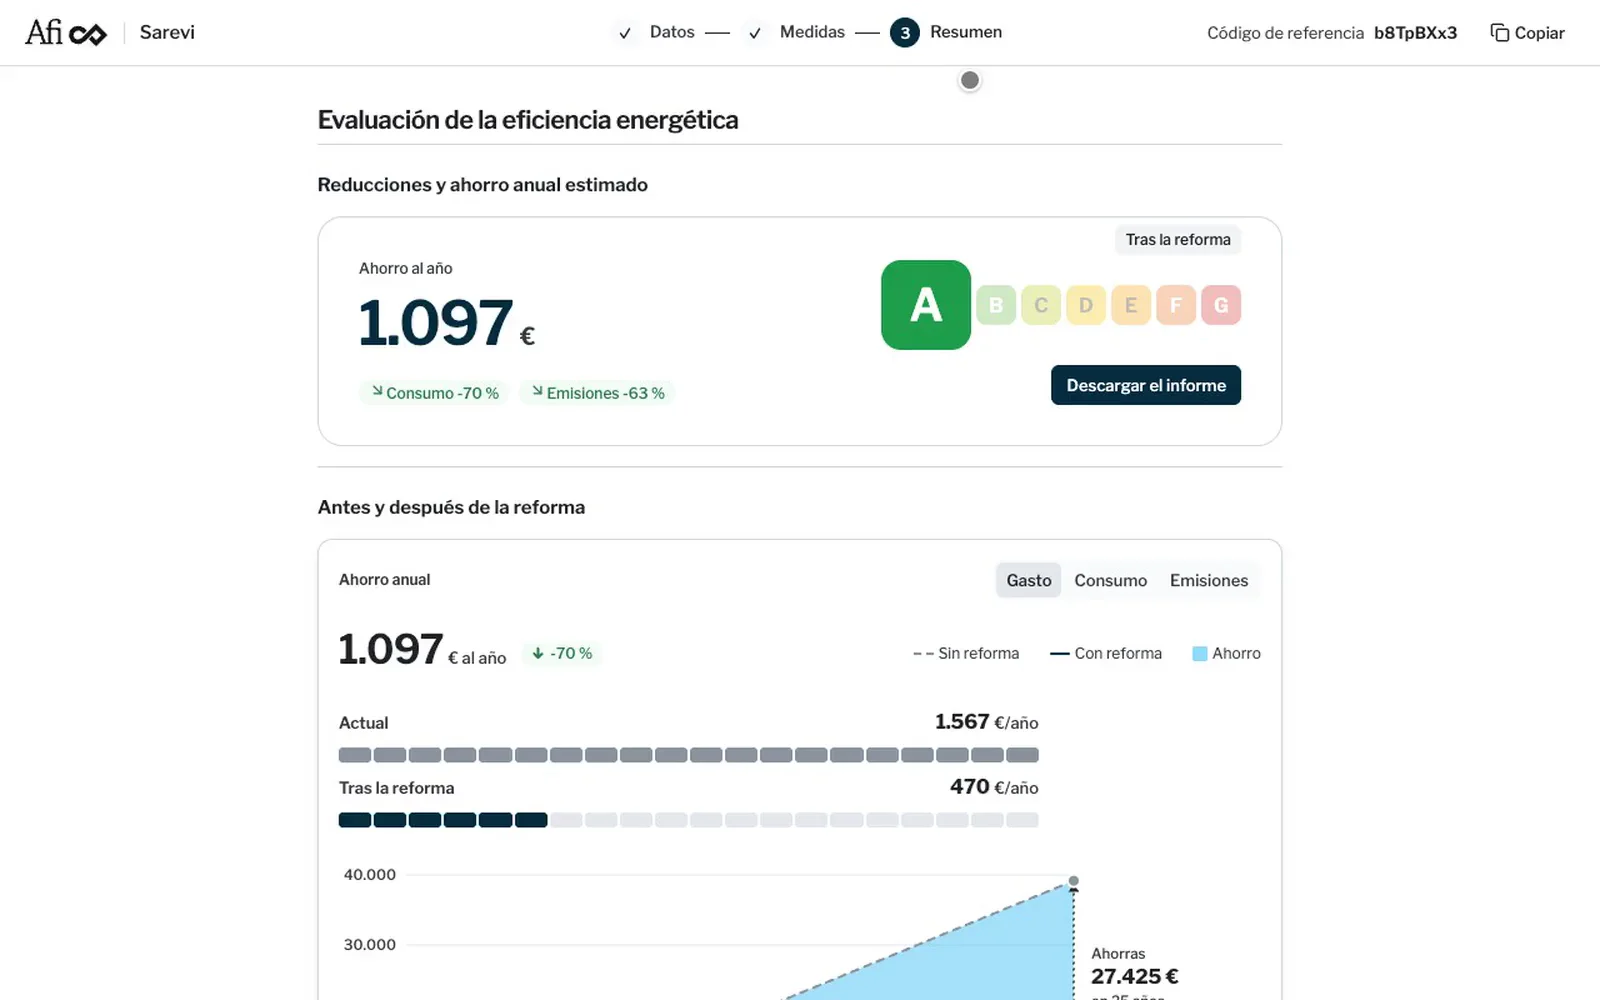 Afi
Sarevi
Datos
Medidas
3 Resumen
Código de referencia b8TpBXx3
Copiar
Evaluación de la eficiencia energética
Reducciones y ahorro anual estimado
Tras la reforma
Ahorro al año
1.097 €
A B C D E F G
Consumo -70 %
Emisiones -63 %
Descargar el informe
Antes y después de la reforma
Ahorro anual
Gasto Consumo Emisiones
1.097 € al año
-70 %
Sin reforma
Con reforma
Ahorro
Actual
1.567 €/año
Tras la reforma
470 €/año
40.000
30.000
Ahorras
27.425 €
en 25 años